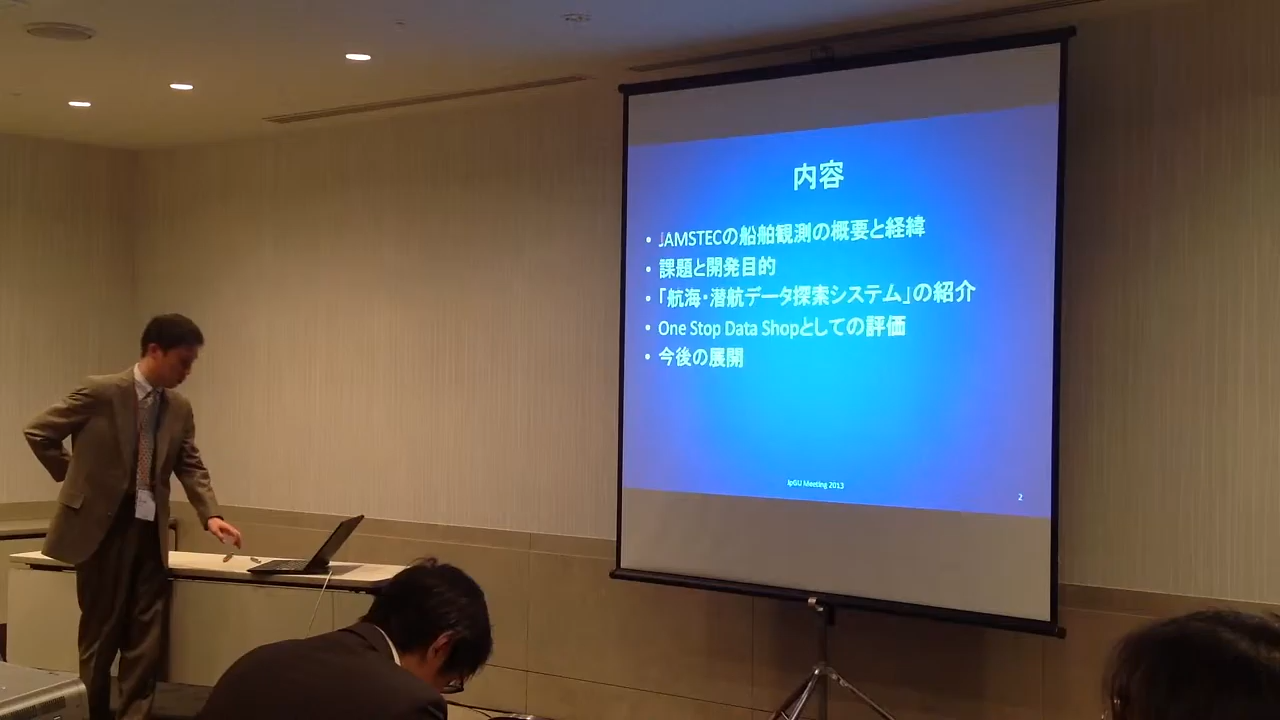 内容
• JAMSTECの船舶観測の概要と経緯
• 課題と開発目的
• 「航海・潜航データ探索システム」の紹介
• One Stop Data Shopとしての評価
• 今後の展開
JpGU Meeting 2013
2